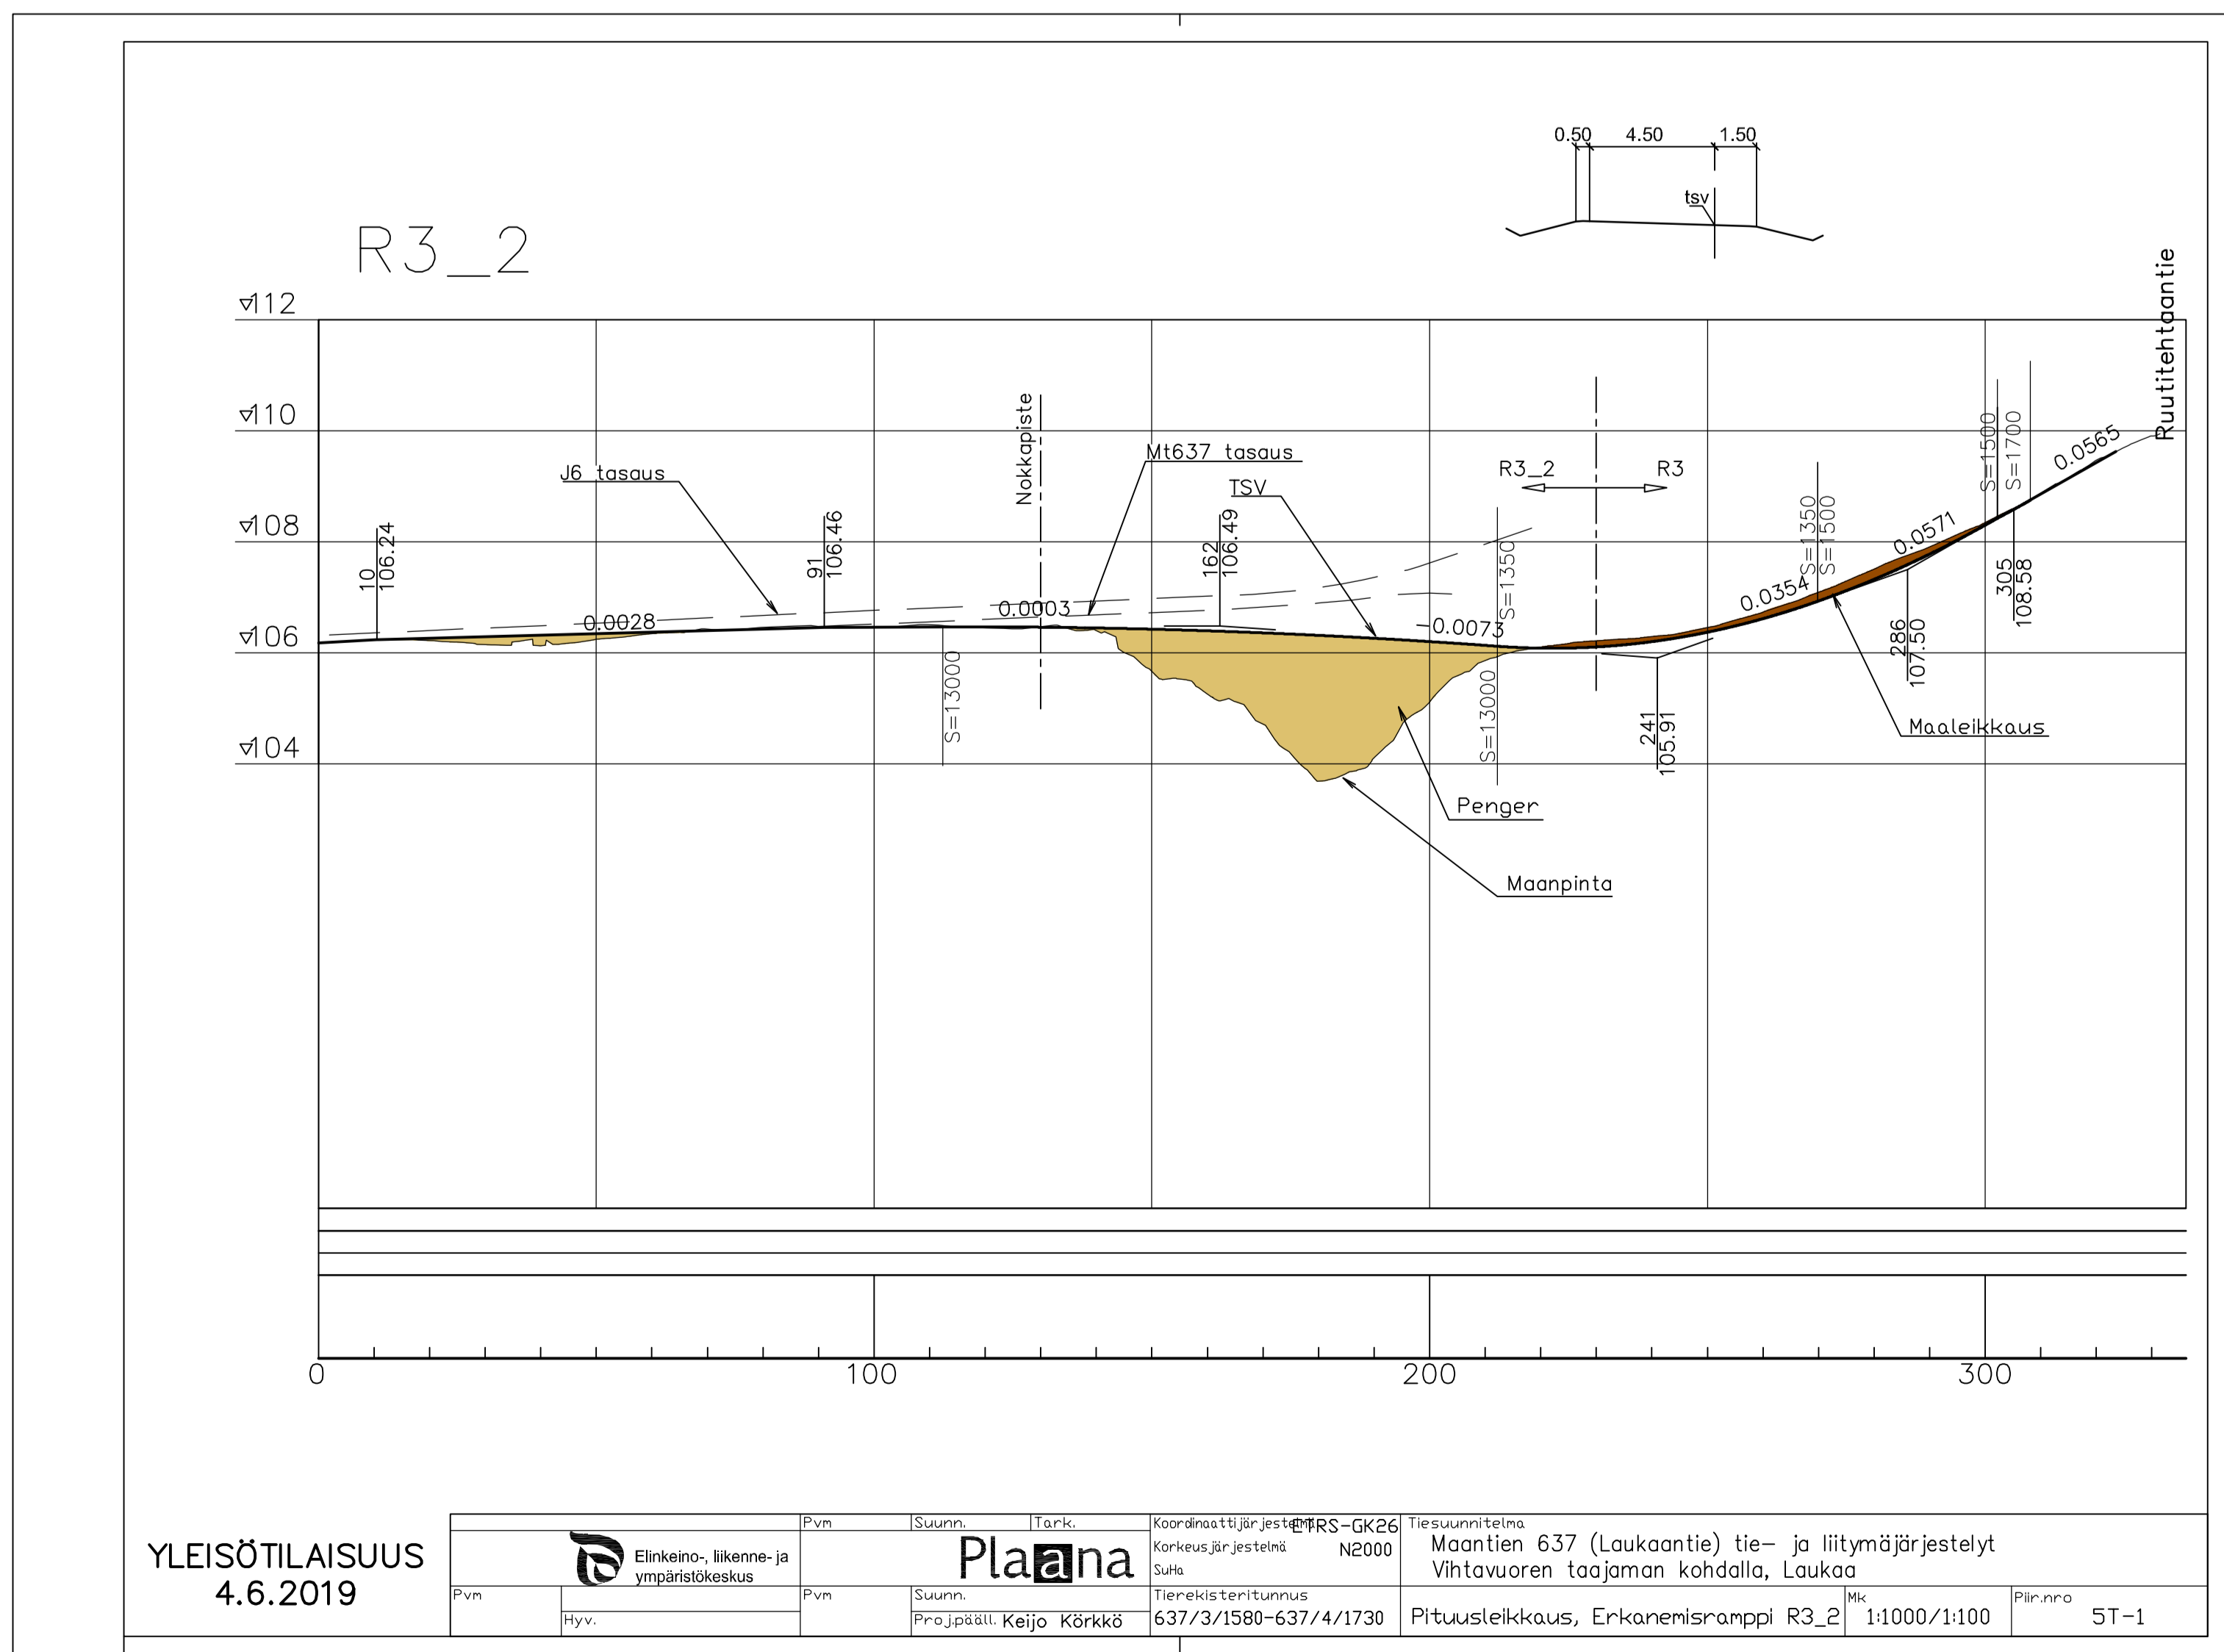 0.50 4.50 1.50
tsv
R3_2
Ruutitehtaantie
112
110
108
106
104
J6 tasaus
Nokkapiste
Mt637 tasaus
TSV
R3_2 R3
10
106.24
91
106.46
162
106.49
241
105.91
286
107.50
305
108.58
0.0028
0.0003
-0.0073
0.0354
0.0571
0.0565
S=13000
S=13000
S=1350
S=1350
S=1500
S=1500
S=1700
Maaleikkaus
Penger
Maanpinta
0 100 200 300
YLEISÖTILAISUUS
4.6.2019
Elinkeino-, liikenne- ja
ympäristökeskus
Pvm
Hyv.
Pvm Suunn. Tark.
Plaana
Pvm Suunn.
Proj.pääll. Keijo Körkkö
Koordinaattijärjestelmä ETRS-GK26
Korkeusjärjestelmä N2000
SuHa
Tierekisteritunnus
637/3/1580-637/4/1730
Tiesuunnitelma
Maantien 637 (Laukaantie) tie- ja liitymäjärjestelyt
Vihtavuoren taajaman kohdalla, Laukaa
Pituusleikkaus, Erkanemisramppi R3_2
Mk
1:1000/1:100
Piir.nro
5T-1